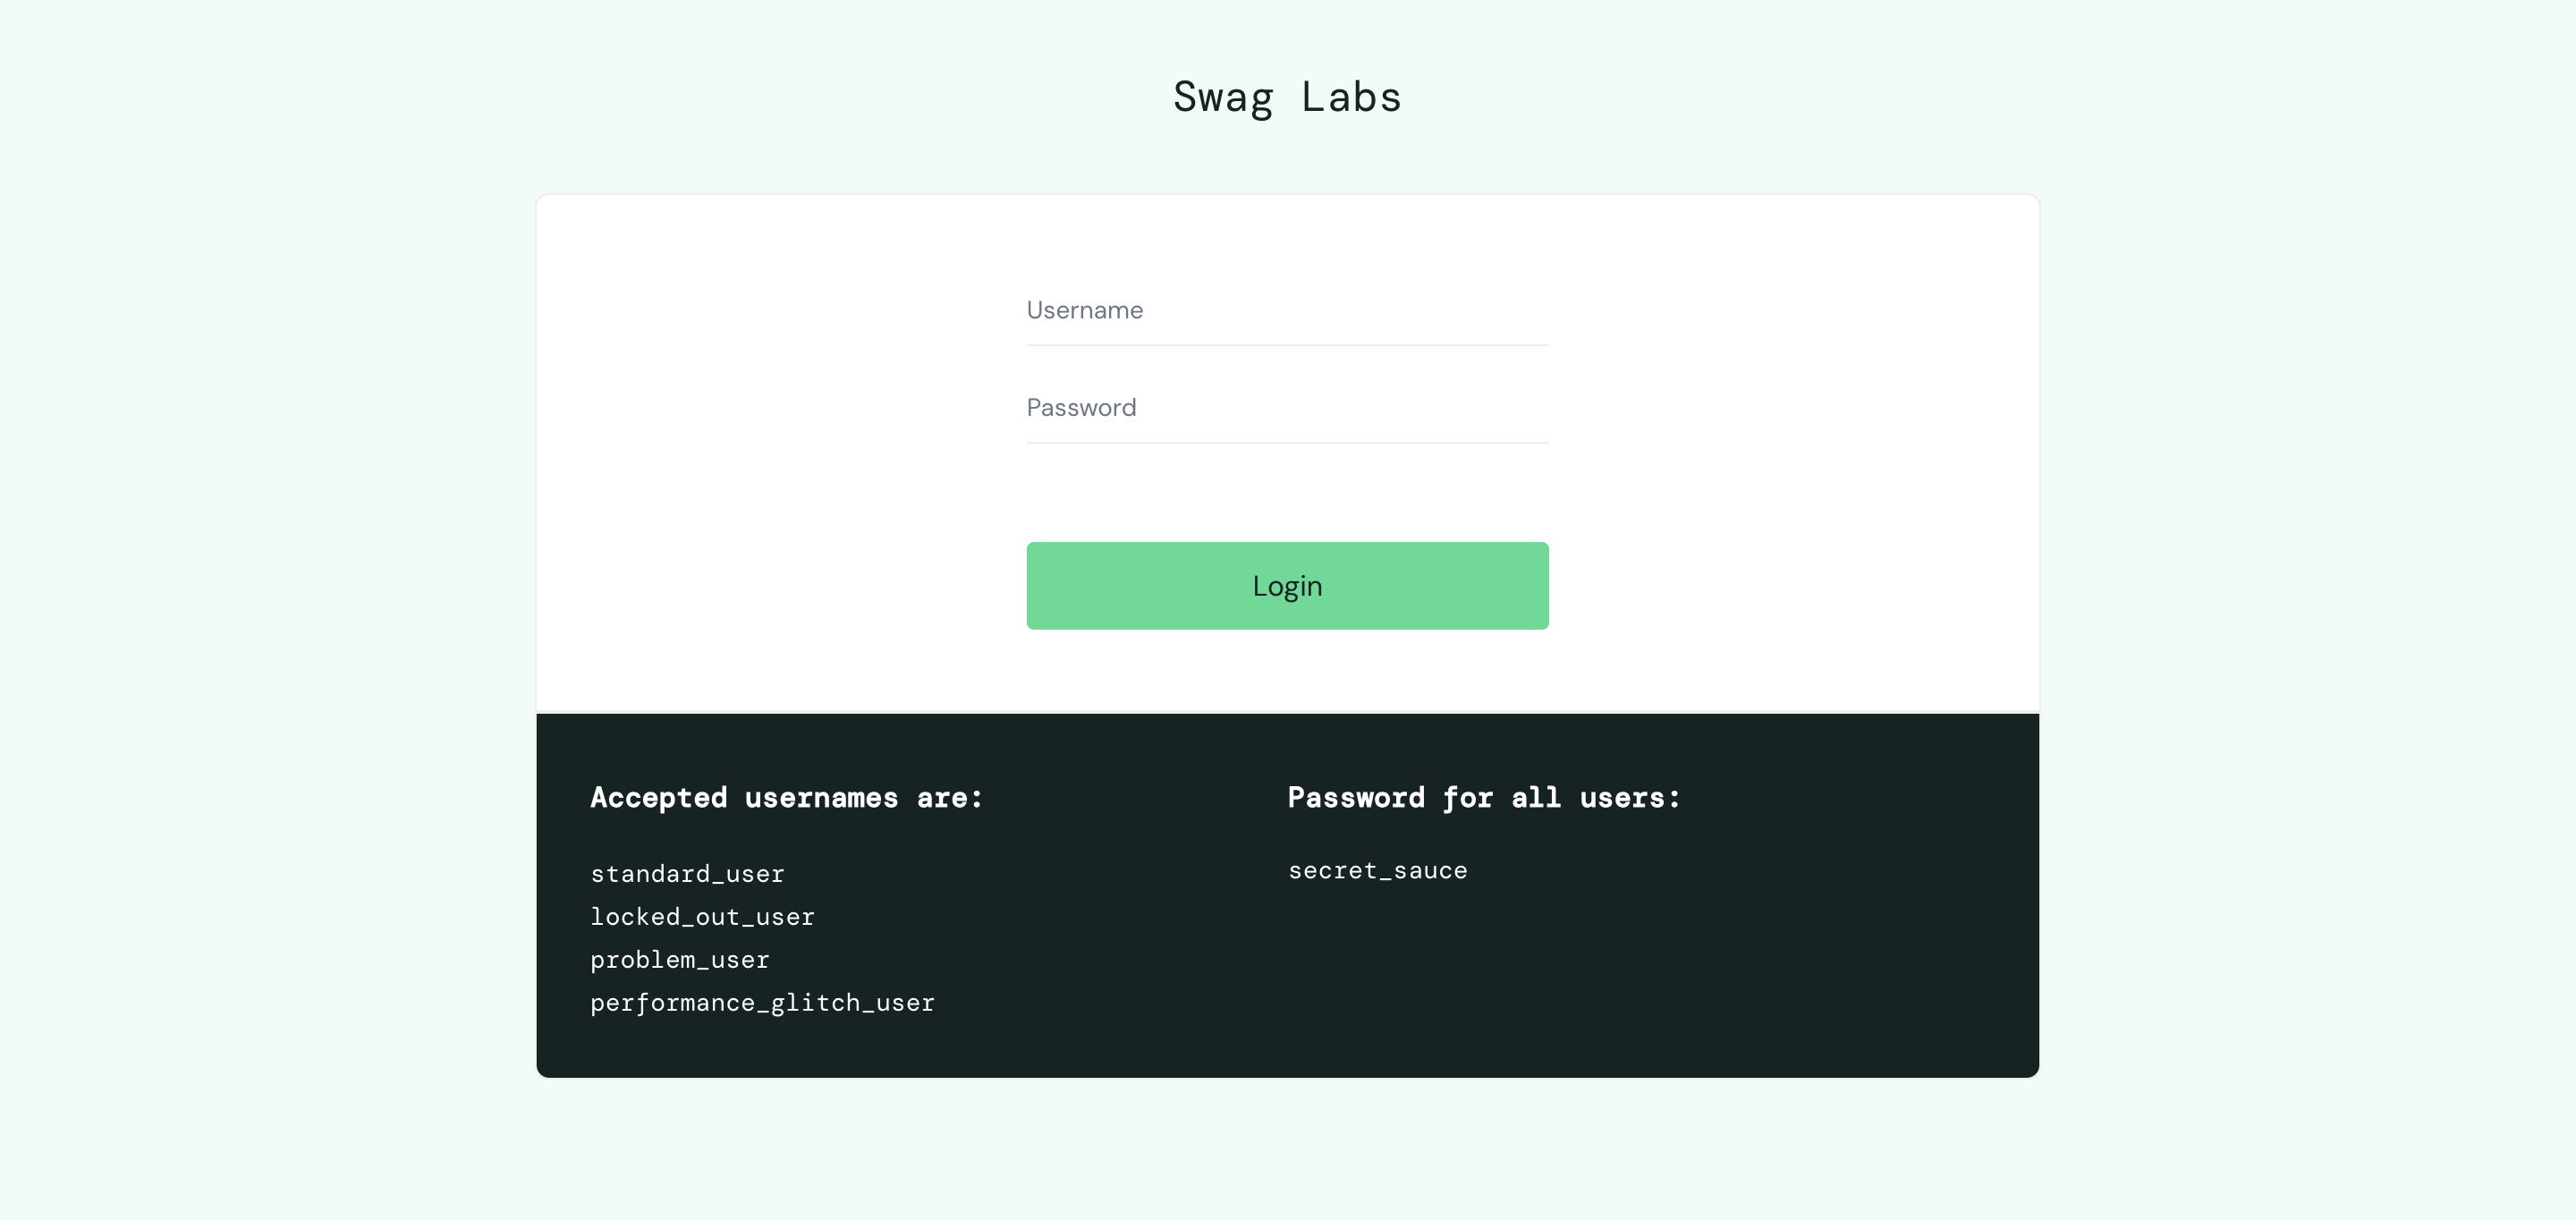 Swag Labs
Username
Password
Login
Accepted usernames are:
standard_user
locked_out_user
problem_user
performance_glitch_user
Password for all users:
secret_sauce